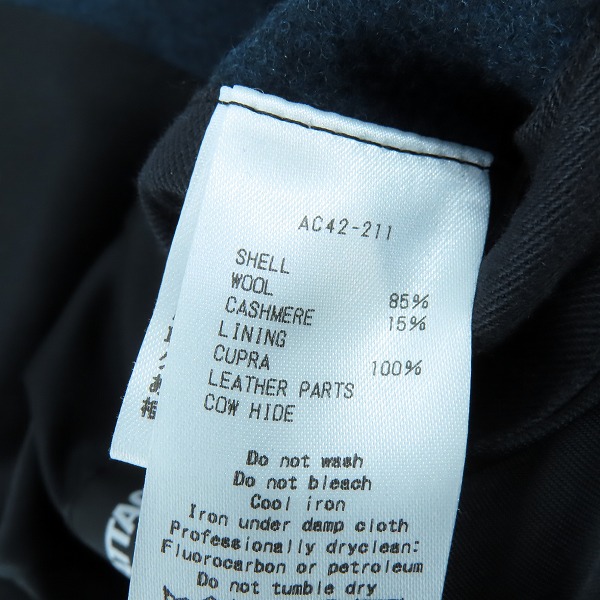 AC42-211
SHELL
WOOL 85%
CASHMERE 15%
LINING
CUPRA 100%
LEATHER PARTS
COW HIDE
Do not wash
Do not bleach
Cool iron
Iron under damp cloth
Professionally dryclean:
Fluorocarbon or petroleum
Do not tumble dry